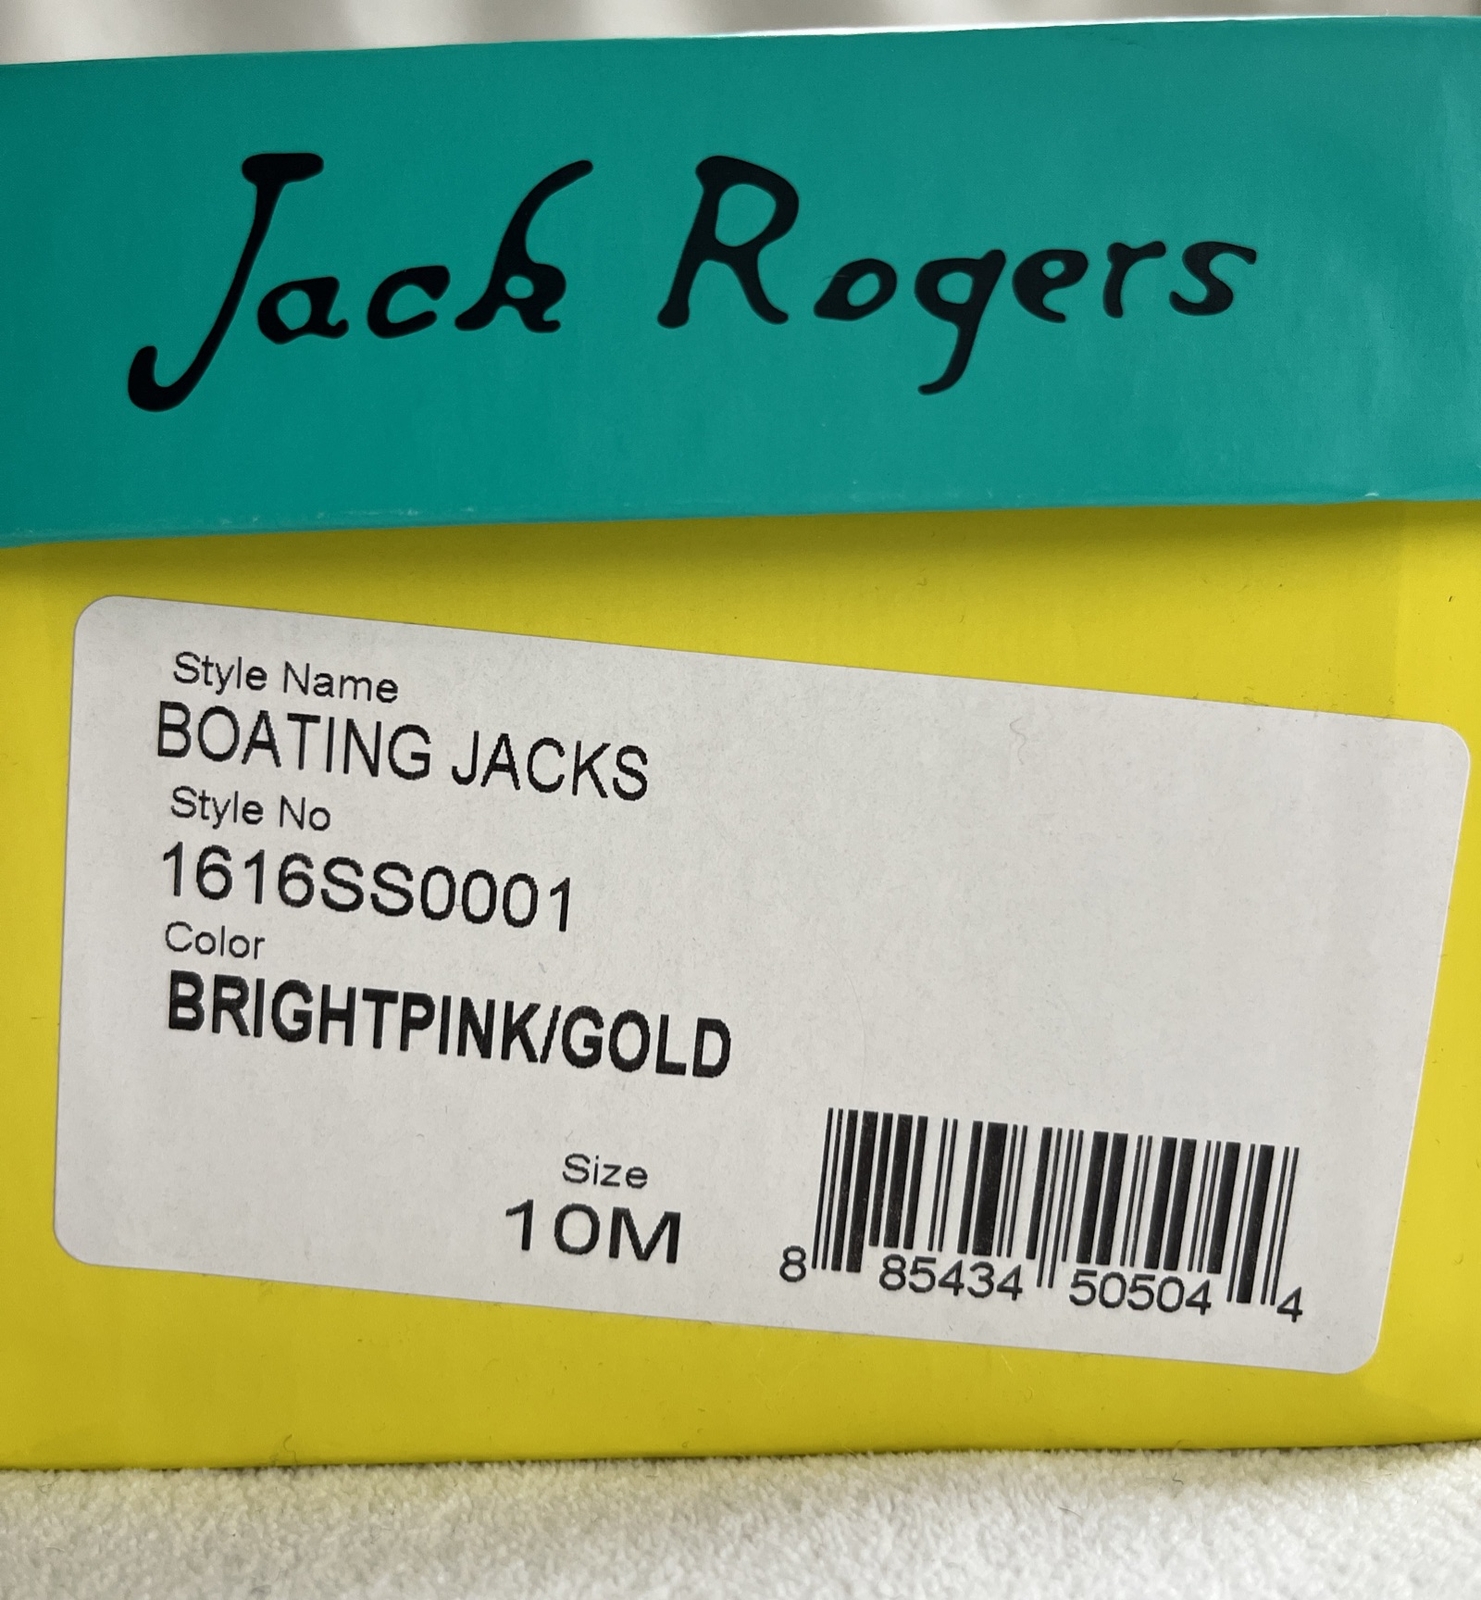 Jack Rogers
Style Name
BOATING JACKS
Style No
1616SS0001
Color
BRIGHTPINK/GOLD
Size
10M
8 85434 50504 4